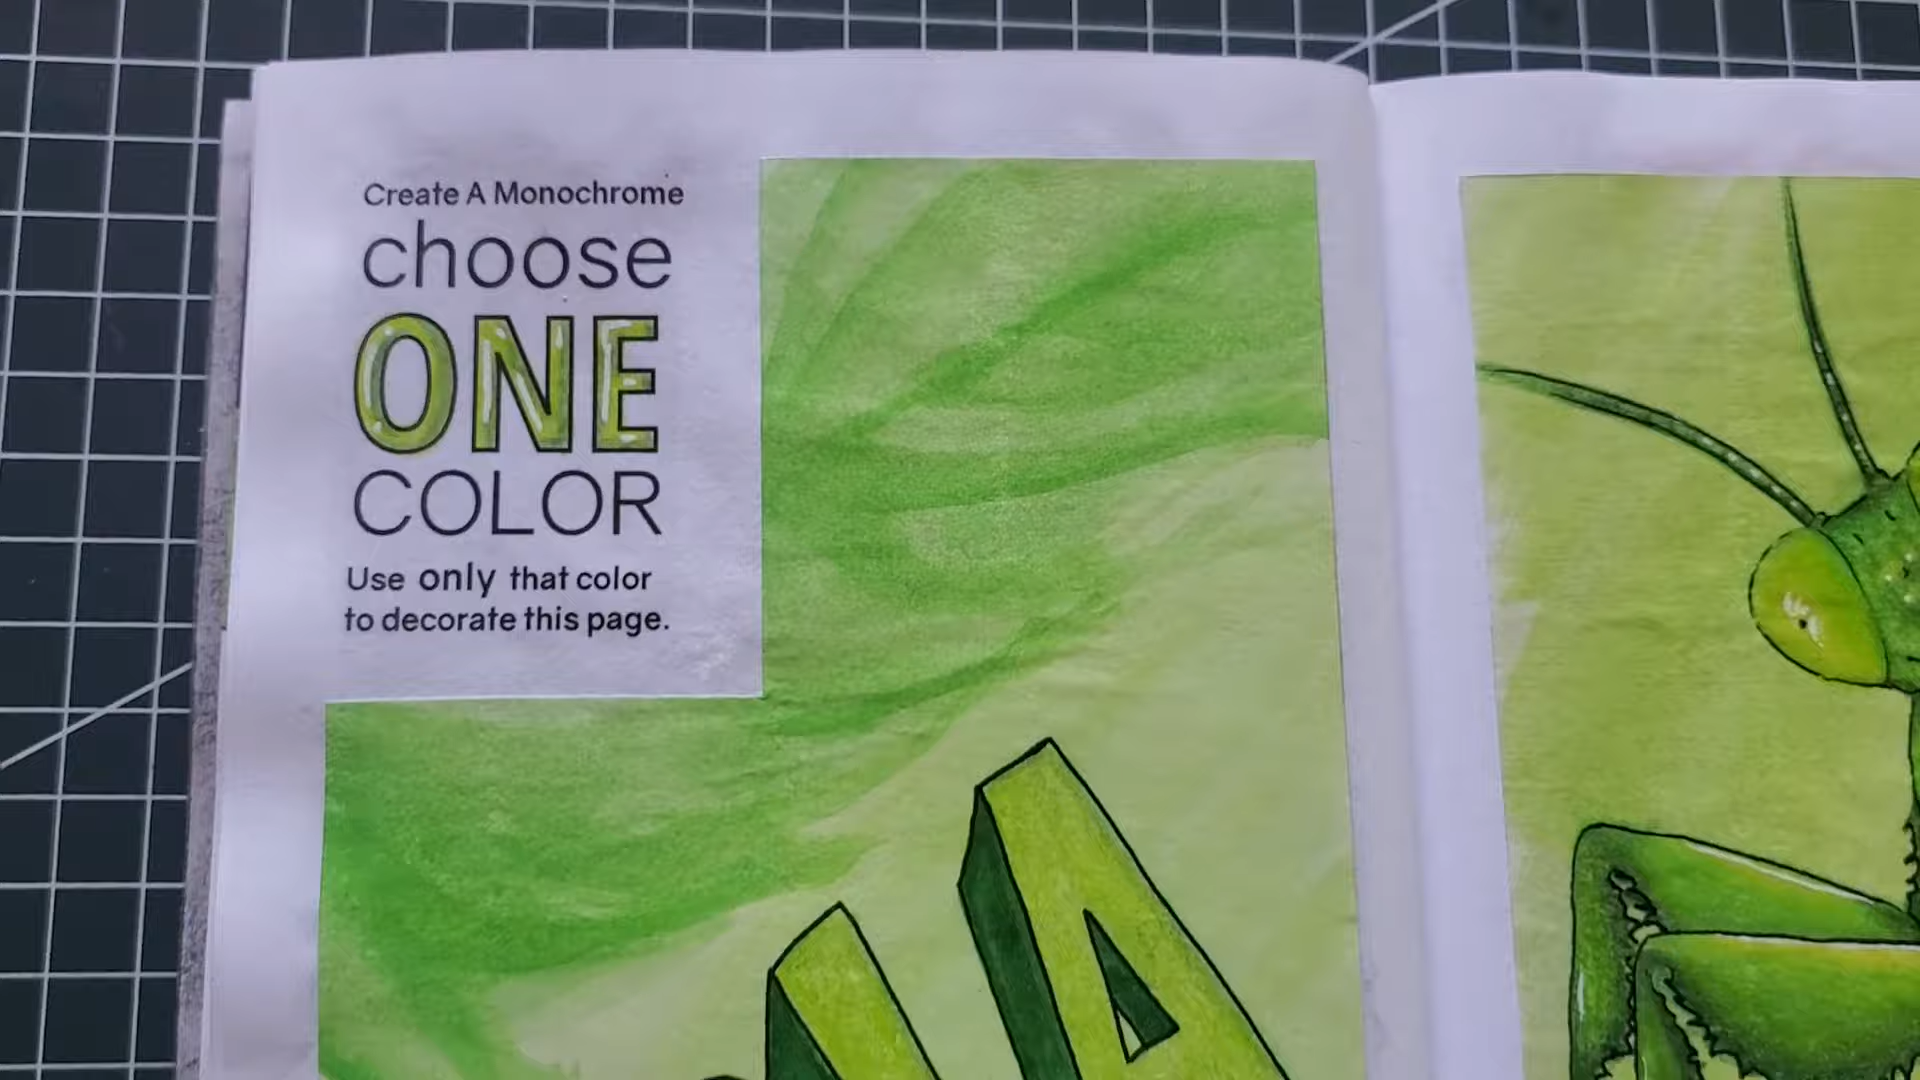 Create A Monochrome
choose
ONE
COLOR
Use only that color
to decorate this page.